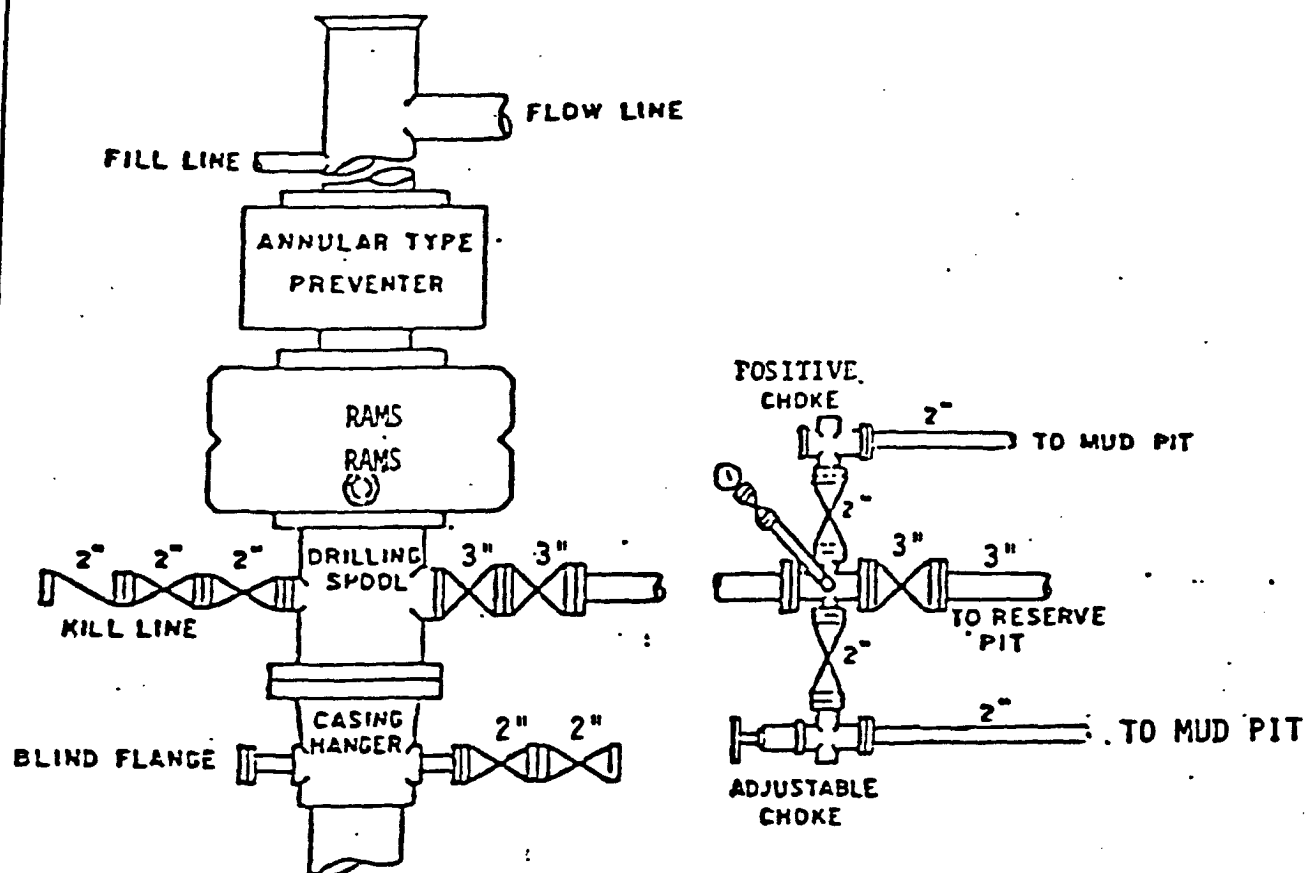 FLOW LINE
FILL LINE
ANNULAR TYPE
PREVENTER
RAMS
RAMS
POSITIVE
CHOKE
2"
TO MUD PIT
2"
2" 2" 2"
DRILLING
SPOOL
3" 3"
3" 3"
KILL LINE
TO RESERVE
PIT
2"
CASING
HANGER
2" 2"
BLIND FLANGE
2"
TO MUD PIT
ADJUSTABLE
CHOKE